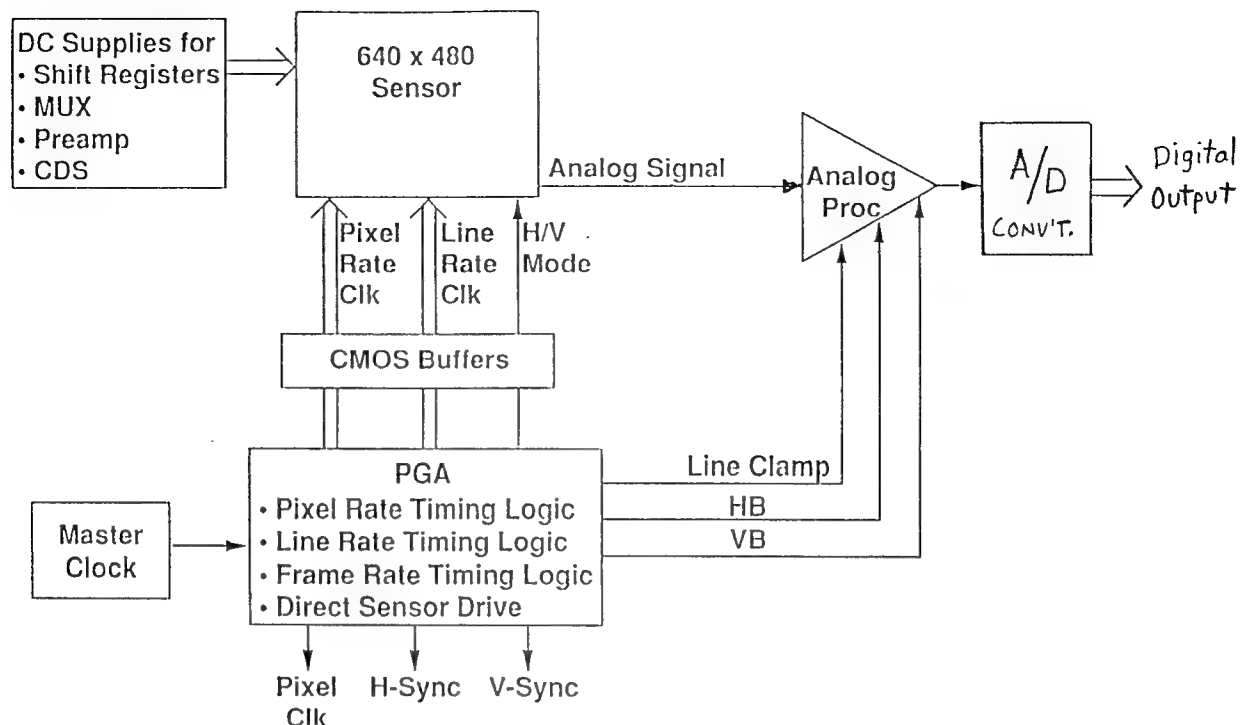 DC Supplies for
• Shift Registers
• MUX
• Preamp
• CDS
640 x 480
Sensor
Analog Signal
Analog
Proc
A/D
CONV'T.
Digital
Output
Pixel
Rate
Clk
Line
Rate
Clk
H/V
Mode
CMOS Buffers
PGA
• Pixel Rate Timing Logic
• Line Rate Timing Logic
• Frame Rate Timing Logic
• Direct Sensor Drive
Line Clamp
HB
VB
Master
Clock
Pixel
Clk
H-Sync
V-Sync